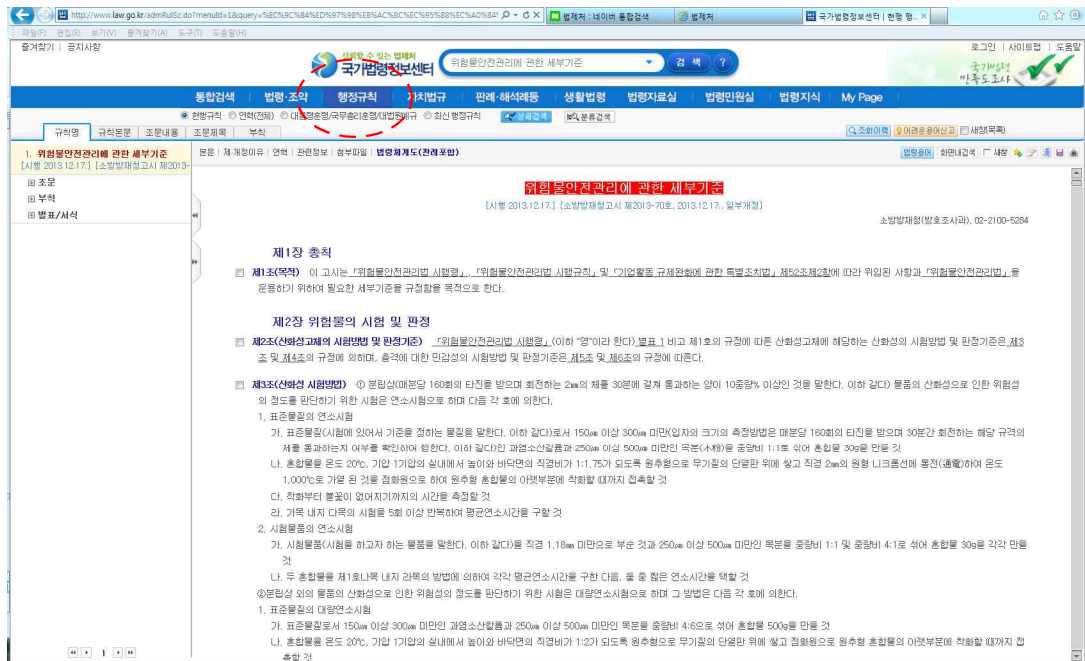 http://www.law.go.kr/admRulSc.do?menuId=1&query=%EC%9C%84%ED%97%98%EB%AC%BC%EC%95%88%EC%A0%84
법제처 : 네이버 통합검색
법제처
국가법령정보센터 | 현행 행...
파일(F) 편집(E) 보기(V) 즐겨찾기(A) 도구(T) 도움말(H)
즐겨찾기 | 공지사항
로그인 | 사이트맵 | 도움말
신뢰할 수 있는 법제처
국가법령정보센터
위험물안전관리에 관한 세부기준
검 색
?
국가법령
만족도조사
통합검색 법령·조약 행정규칙 자치법규 판례·해석례등 생활법령 법령자료실 법령민원실 법령지식 My Page
현행규칙 연혁(전체) 대통령훈령/국무총리훈령/대법원예규 최신 행정규칙 상세검색 분류검색
규칙명 규칙본문 조문내용 조문제목 부칙
조회이력 어려운용어신고 새창(목록)
1. 위험물안전관리에 관한 세부기준
[시행 2013.12.17.] [소방방재청고시 제2013-
조문
부칙
별표/서식
본문 | 제·개정이유 | 연혁 | 관련정보 | 첨부파일 | 법령체계도(판례포함)
법령용어 화면내검색 새창
위험물안전관리에 관한 세부기준
[시행 2013.12.17.] [소방방재청고시 제2013-70호, 2013.12.17., 일부개정]
소방방재청(방호조사과), 02-2100-5284
제1장 총칙
제1조(목적) 이 고시는 「위험물안전관리법 시행령」, 「위험물안전관리법 시행규칙」 및 「기업활동 규제완화에 관한 특별조치법」 제52조제2항에 따라 위임된 사항과 「위험물안전관리법」을
운용하기 위하여 필요한 세부기준을 규정함을 목적으로 한다.
제2장 위험물의 시험 및 판정
제2조(산화성고체의 시험방법 및 판정기준) 「위험물안전관리법 시행령」(이하 "영"이라 한다) 별표 1 비고 제1호의 규정에 따른 산화성고체에 해당하는 산화성의 시험방법 및 판정기준은 제3
조 및 제4조의 규정에 의하며, 충격에 대한 민감성의 시험방법 및 판정기준은 제5조 및 제6조의 규정에 따른다.
제3조(산화성 시험방법) ① 분립상(매분당 160회의 타진을 받으며 회전하는 2㎜의 체를 30분에 걸쳐 통과하는 양이 10중량% 이상인 것을 말한다. 이하 같다) 물품의 산화성으로 인한 위험성
의 정도를 판단하기 위한 시험은 연소시험으로 하며 다음 각 호에 의한다.
1. 표준물질의 연소시험
가. 표준물질(시험에 있어서 기준을 정하는 물질을 말한다. 이하 같다)로서 150㎛ 이상 300㎛ 미만(입자의 크기의 측정방법은 매분당 160회의 타진을 받으며 30분간 회전하는 해당 규격의
체를 통과하는지 여부를 확인하여 행한다. 이하 같다)인 과염소산칼륨과 250㎛ 이상 500㎛ 미만인 목분(木粉)을 중량비 1:1로 섞어 혼합물 30g을 만들 것
나. 혼합물을 온도 20℃, 기압 1기압의 실내에서 높이와 바닥면의 직경비가 1:1.75가 되도록 원추형으로 무기질의 단열판 위에 쌓고 직경 2㎜의 원형 니크롬선에 통전(通電)하여 온도
1,000℃로 가열 된 것을 점화원으로 하여 원추형 혼합물의 아랫부분에 착화할 때까지 접촉할 것
다. 착화부터 불꽃이 없어지기까지의 시간을 측정할 것
라. 가목 내지 다목의 시험을 5회 이상 반복하여 평균연소시간을 구할 것
2. 시험물품의 연소시험
가. 시험물품(시험을 하고자 하는 물품을 말한다. 이하 같다)을 직경 1.18㎜ 미만으로 부순 것과 250㎛ 이상 500㎛ 미만인 목분을 중량비 1:1 및 중량비 4:1로 섞어 혼합물 30g을 각각 만들
것
나. 두 혼합물을 제1호나목 내지 라목의 방법에 의하여 각각 평균연소시간을 구한 다음, 둘 중 짧은 연소시간을 택할 것
②분립상 외의 물품의 산화성으로 인한 위험성의 정도를 판단하기 위한 시험은 대량연소시험으로 하며 그 방법은 다음 각 호에 의한다.
1. 표준물질의 대량연소시험
가. 표준물질로서 150㎛ 이상 300㎛ 미만인 과염소산칼륨과 250㎛ 이상 500㎛ 미만인 목분을 중량비 4:6으로 섞어 혼합물 500g을 만들 것
나. 혼합물을 온도 20℃, 기압 1기압의 실내에서 높이와 바닥면의 직경비가 1:2가 되도록 원추형으로 무기질의 단열판 위에 쌓고 점화원으로 원추형 혼합물의 아랫부분에 착화할 때까지 접
촉할 것
1